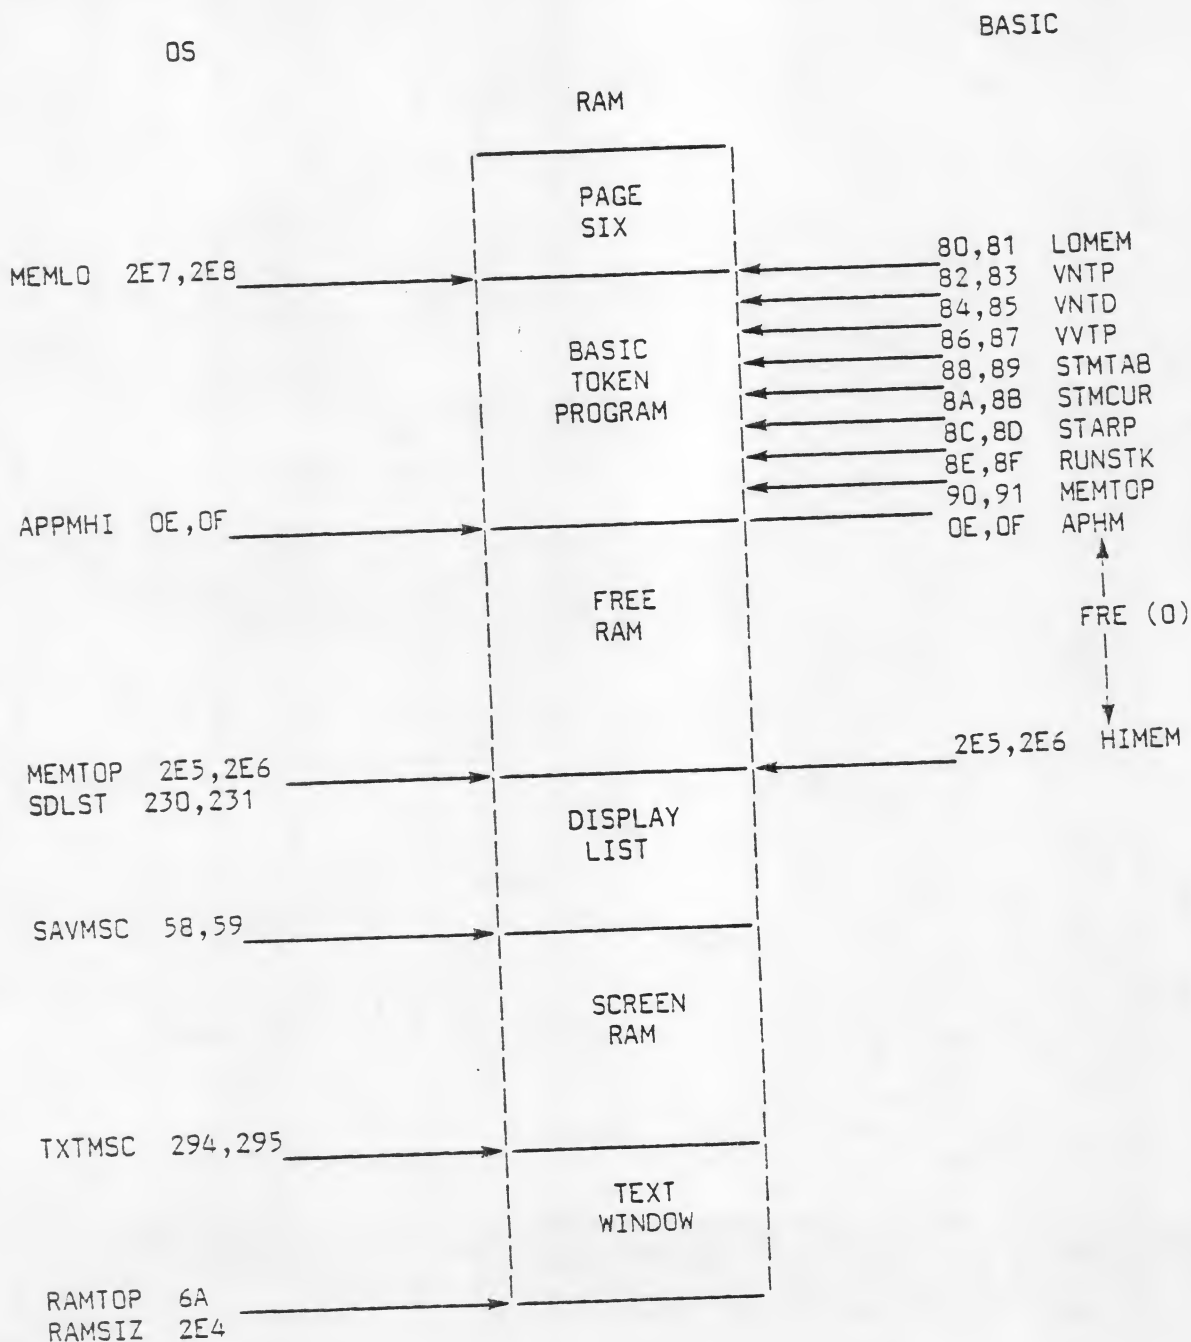 OS
BASIC
RAM
PAGE
SIX
80,81 LOMEM
MEMLO 2E7,2E8
82,83 VNTP
84,85 VNTD
86,87 VVTP
BASIC
TOKEN
PROGRAM
88,89 STMTAB
8A,8B STMCUR
8C,8D STARP
8E,8F RUNSTK
90,91 MEMTOP
APPMHI 0E,0F
0E,0F APHM
FREE
RAM
FRE (0)
2E5,2E6 HIMEM
MEMTOP 2E5,2E6
SDLST 230,231
DISPLAY
LIST
SAVMSC 58,59
SCREEN
RAM
TXTMSC 294,295
TEXT
WINDOW
RAMTOP 6A
RAMSIZ 2E4